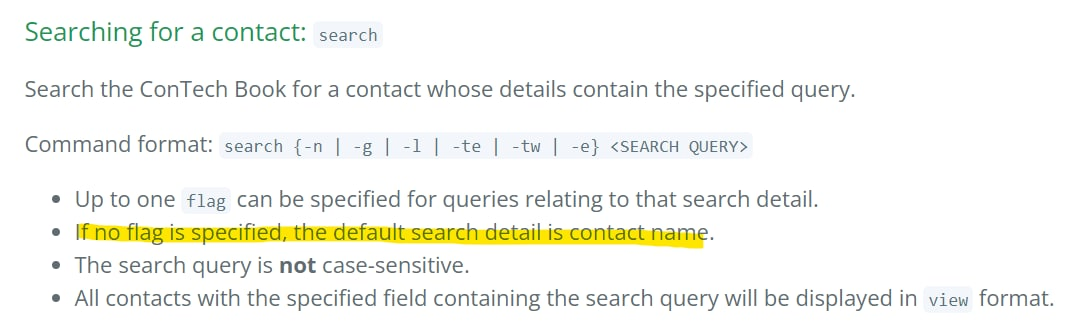 Searching for a contact: search
Search the ConTech Book for a contact whose details contain the specified query.
Command format: search {-n | -g | -l | -te | -tw | -e} <SEARCH QUERY>
• Up to one flag can be specified for queries relating to that search detail.
• If no flag is specified, the default search detail is contact name.
• The search query is not case-sensitive.
• All contacts with the specified field containing the search query will be displayed in view format.